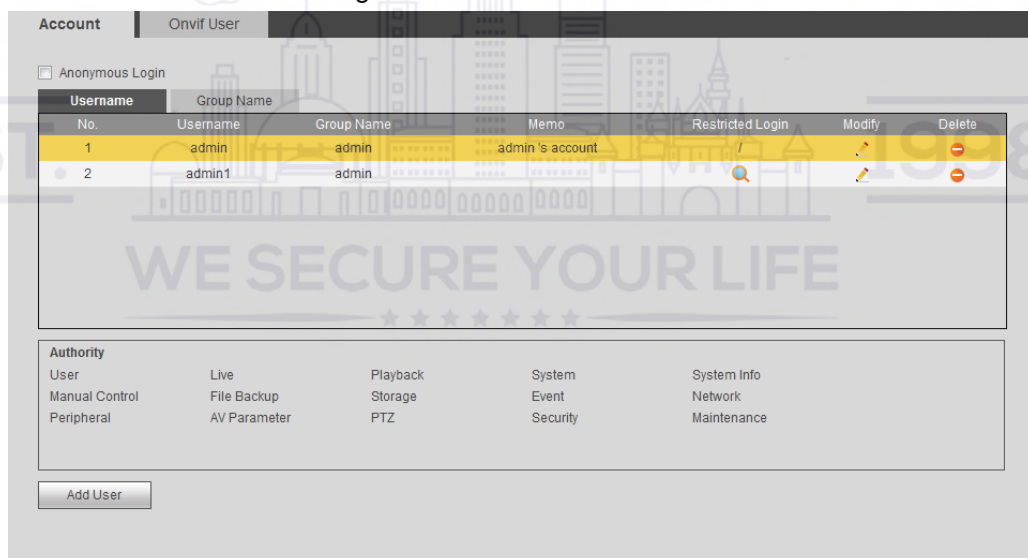 Account Onvif User
Anonymous Login
Username Group Name
No. Username Group Name Memo Restricted Login Modify Delete
1 admin admin admin 's account /
2 admin1 admin
ST. 1998
WE SECURE YOUR LIFE
Authority
User Live Playback System System Info
Manual Control File Backup Storage Event Network
Peripheral AV Parameter PTZ Security Maintenance
Add User